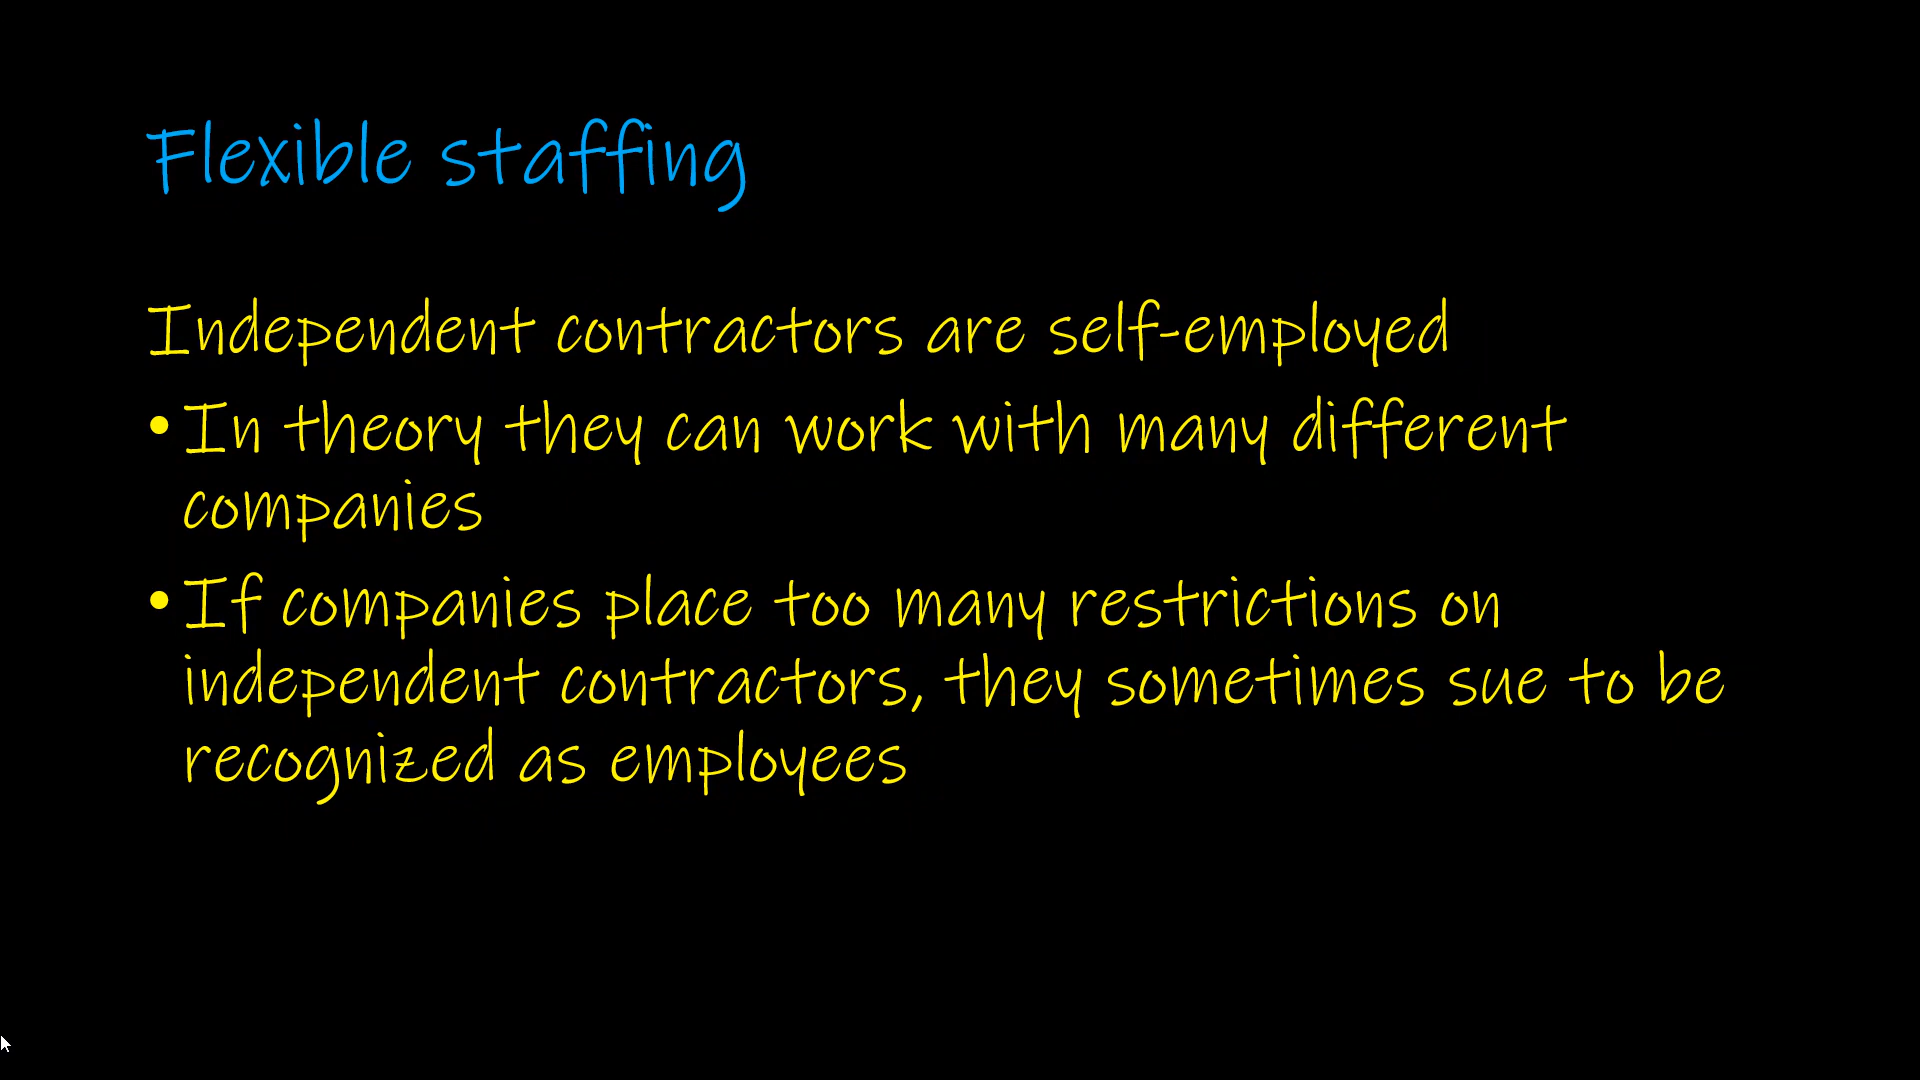 Flexible staffing
Independent contractors are self-employed
• In theory they can work with many different
companies
• If companies place too many restrictions on
independent contractors, they sometimes sue to be
recognized as employees